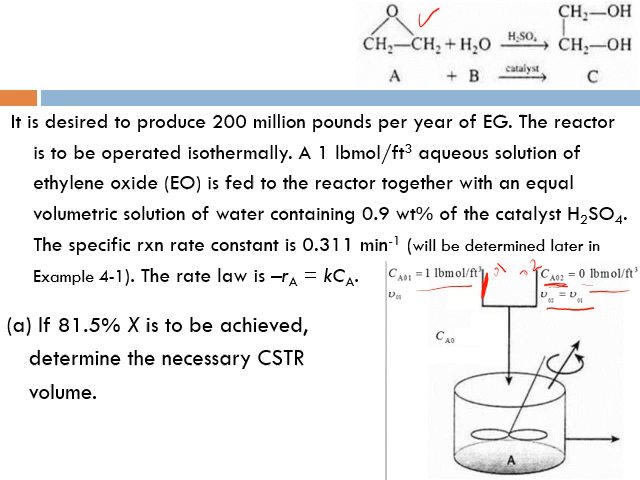 O CH₂—OH
CH₂—CH₂ + H₂O H₂SO₄ CH₂—OH
A + B catalyst C
It is desired to produce 200 million pounds per year of EG. The reactor
is to be operated isothermally. A 1 lbmol/ft³ aqueous solution of
ethylene oxide (EO) is fed to the reactor together with an equal
volumetric solution of water containing 0.9 wt% of the catalyst H₂SO₄.
The specific rxn rate constant is 0.311 min⁻¹ (will be determined later in
Example 4-1). The rate law is –rA = kCA.
CA01 = 1 lbmol/ft³ CA02 = 0 lbmol/ft³
υ01 υ02 = υ01
(a) If 81.5% X is to be achieved,
determine the necessary CSTR
volume.
CA0
A